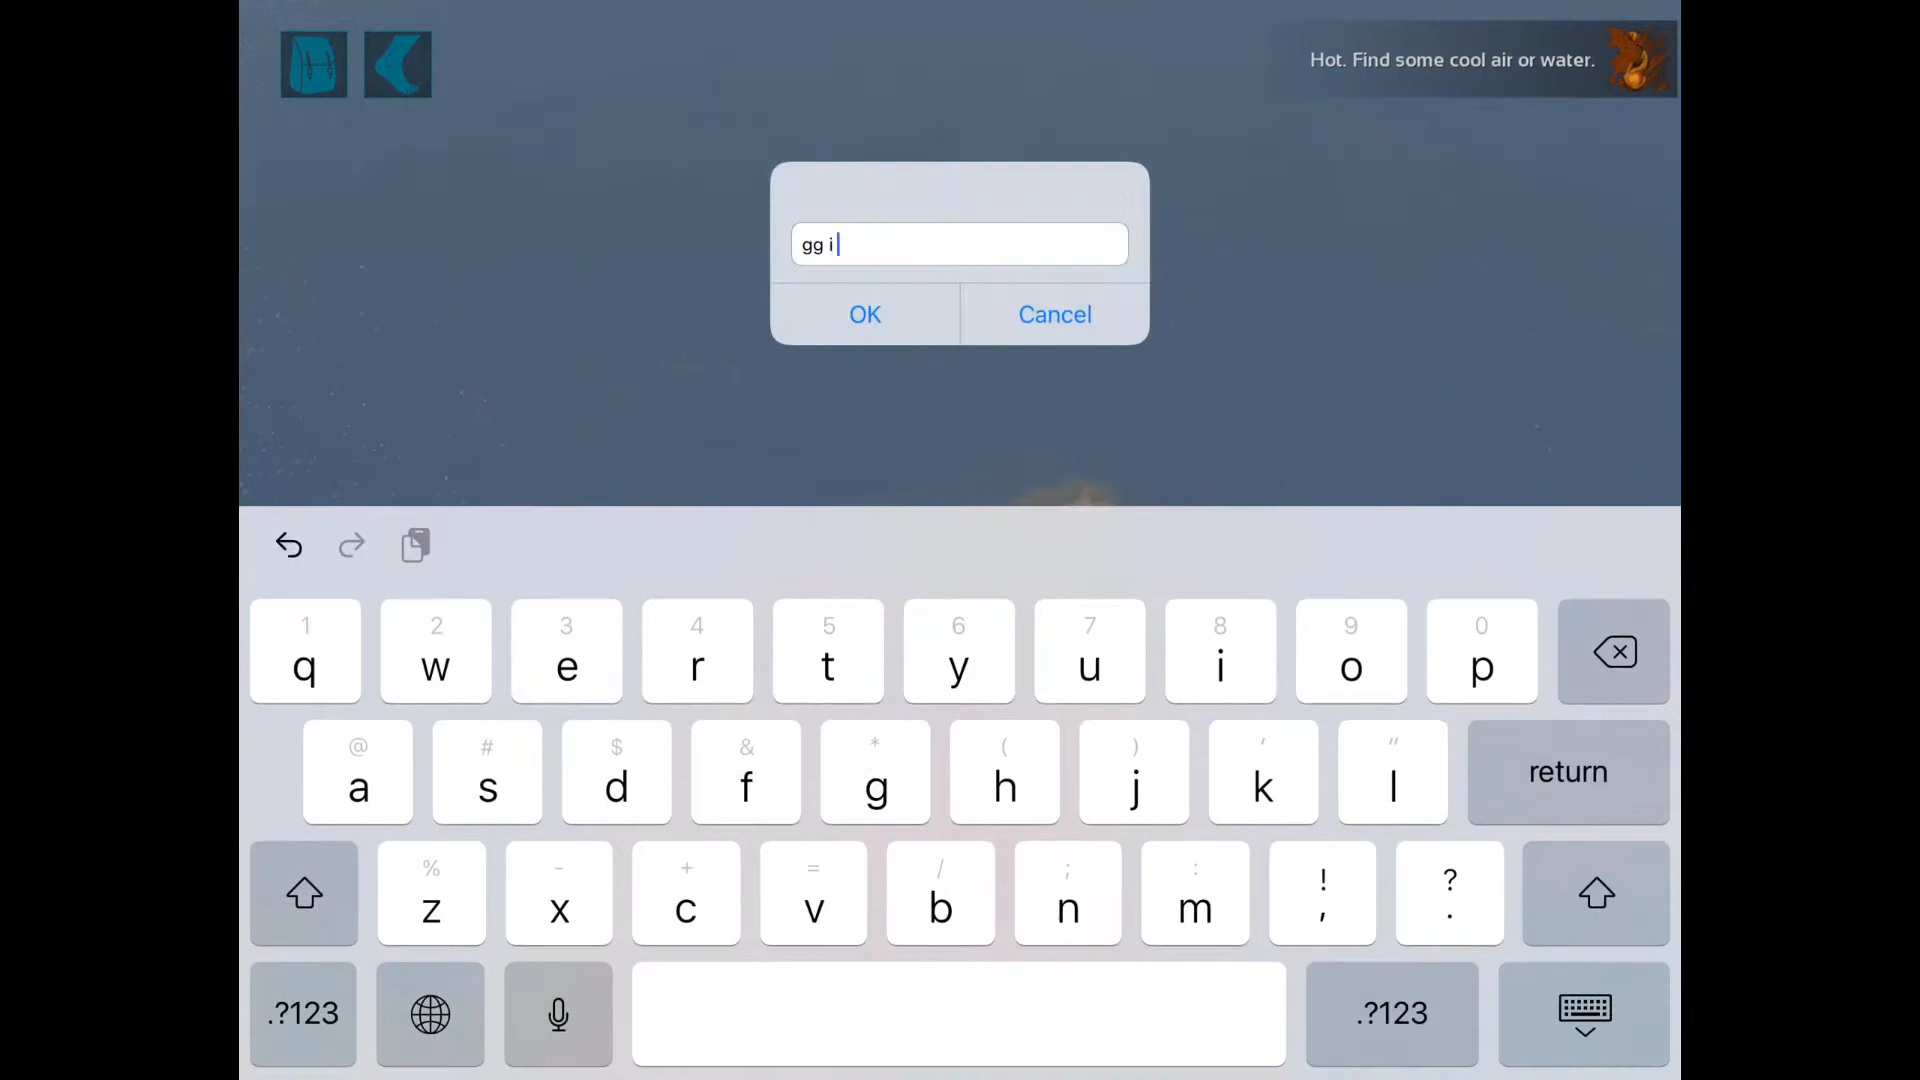 Hot. Find some cool air or water.
gg i
OK Cancel
1 2 3 4 5 6 7 8 9 0
q w e r t y u i o p
@ # $ & * ( ) ' "
a s d f g h j k l return
% - + = / ; : ! ?
z x c v b n m , .
.?123 .?123